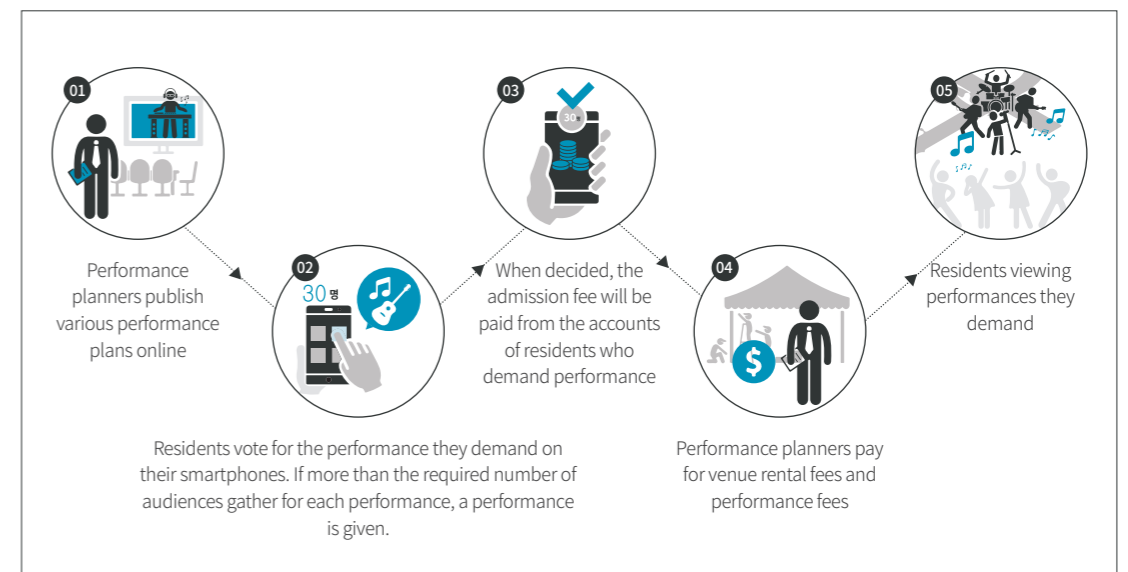 01
Performance
planners publish
various performance
plans online
02
30 명
Residents vote for the performance they demand on
their smartphones. If more than the required number of
audiences gather for each performance, a performance
is given.
03
30명
When decided, the
admission fee will be
paid from the accounts
of residents who
demand performance
04
$
Performance planners pay
for venue rental fees and
performance fees
05
Residents viewing
performances they
demand